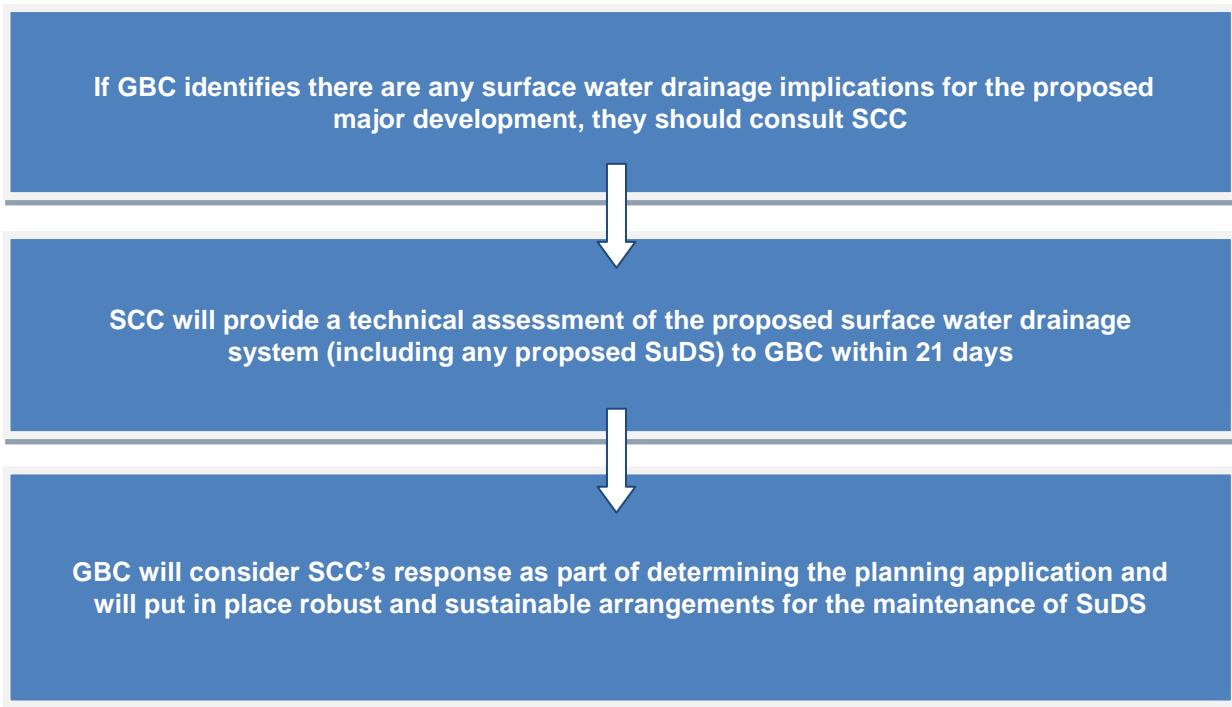 If GBC identifies there are any surface water drainage implications for the proposed
major development, they should consult SCC
SCC will provide a technical assessment of the proposed surface water drainage
system (including any proposed SuDS) to GBC within 21 days
GBC will consider SCC’s response as part of determining the planning application and
will put in place robust and sustainable arrangements for the maintenance of SuDS